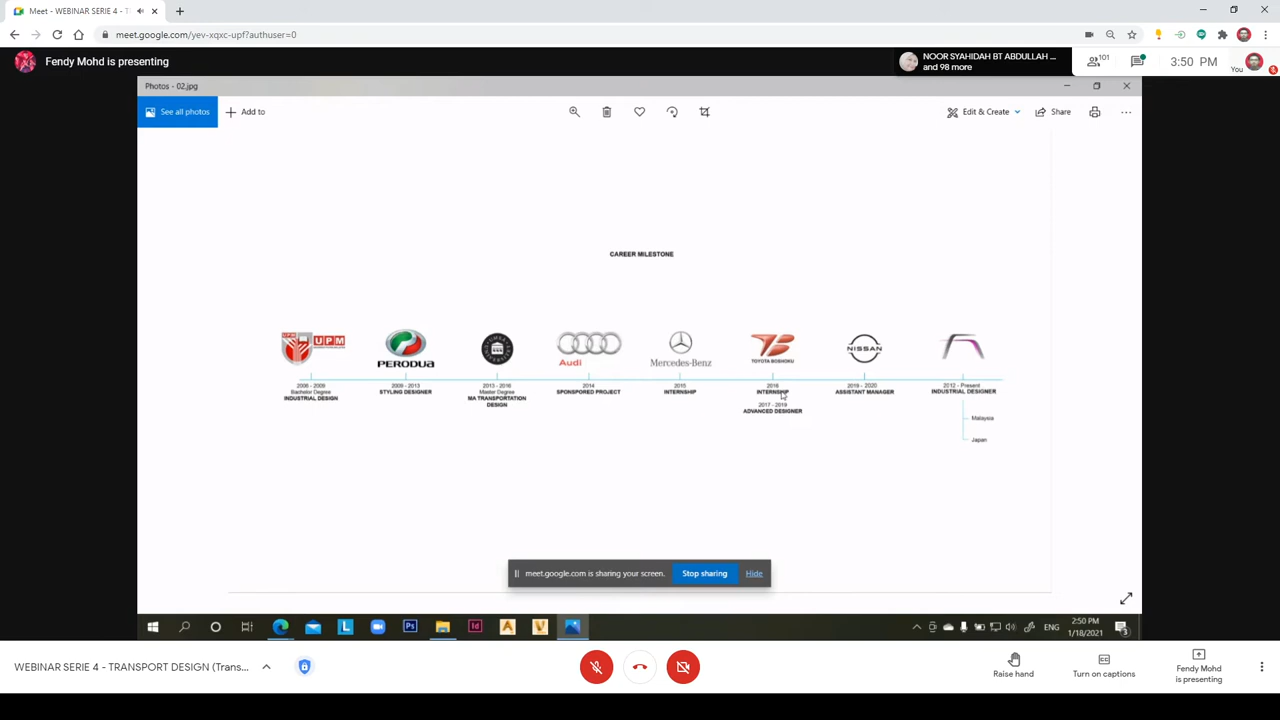 Meet - WEBINAR SERIE 4 - T
meet.google.com/yev-xqxc-upf?authuser=0
Fendy Mohd is presenting
NOOR SYAHIDAH BT ABDULLAH ...
and 98 more
101
3:50 PM
You
Photos - 02.jpg
See all photos
Add to
Edit & Create
Share
CAREER MILESTONE
UPM
UPM
PERODUA
Audi
Mercedes-Benz
TOYOTA BOSHOKU
NISSAN
2006 - 2009
Bachelor Degree
INDUSTRIAL DESIGN
2009 - 2013
STYLING DESIGNER
2013 - 2016
Master Degree
MA TRANSPORTATION
DESIGN
2014
SPONSPORED PROJECT
2015
INTERNSHIP
2016
INTERNSHIP
2017 - 2019
ADVANCED DESIGNER
2019 - 2020
ASSISTANT MANAGER
2012 - Present
INDUSTRIAL DESIGNER
Malaysia
Japan
meet.google.com is sharing your screen.
Stop sharing
Hide
ENG
2:50 PM
1/18/2021
3
WEBINAR SERIE 4 - TRANSPORT DESIGN (Trans...
Raise hand
Turn on captions
Fendy Mohd
is presenting